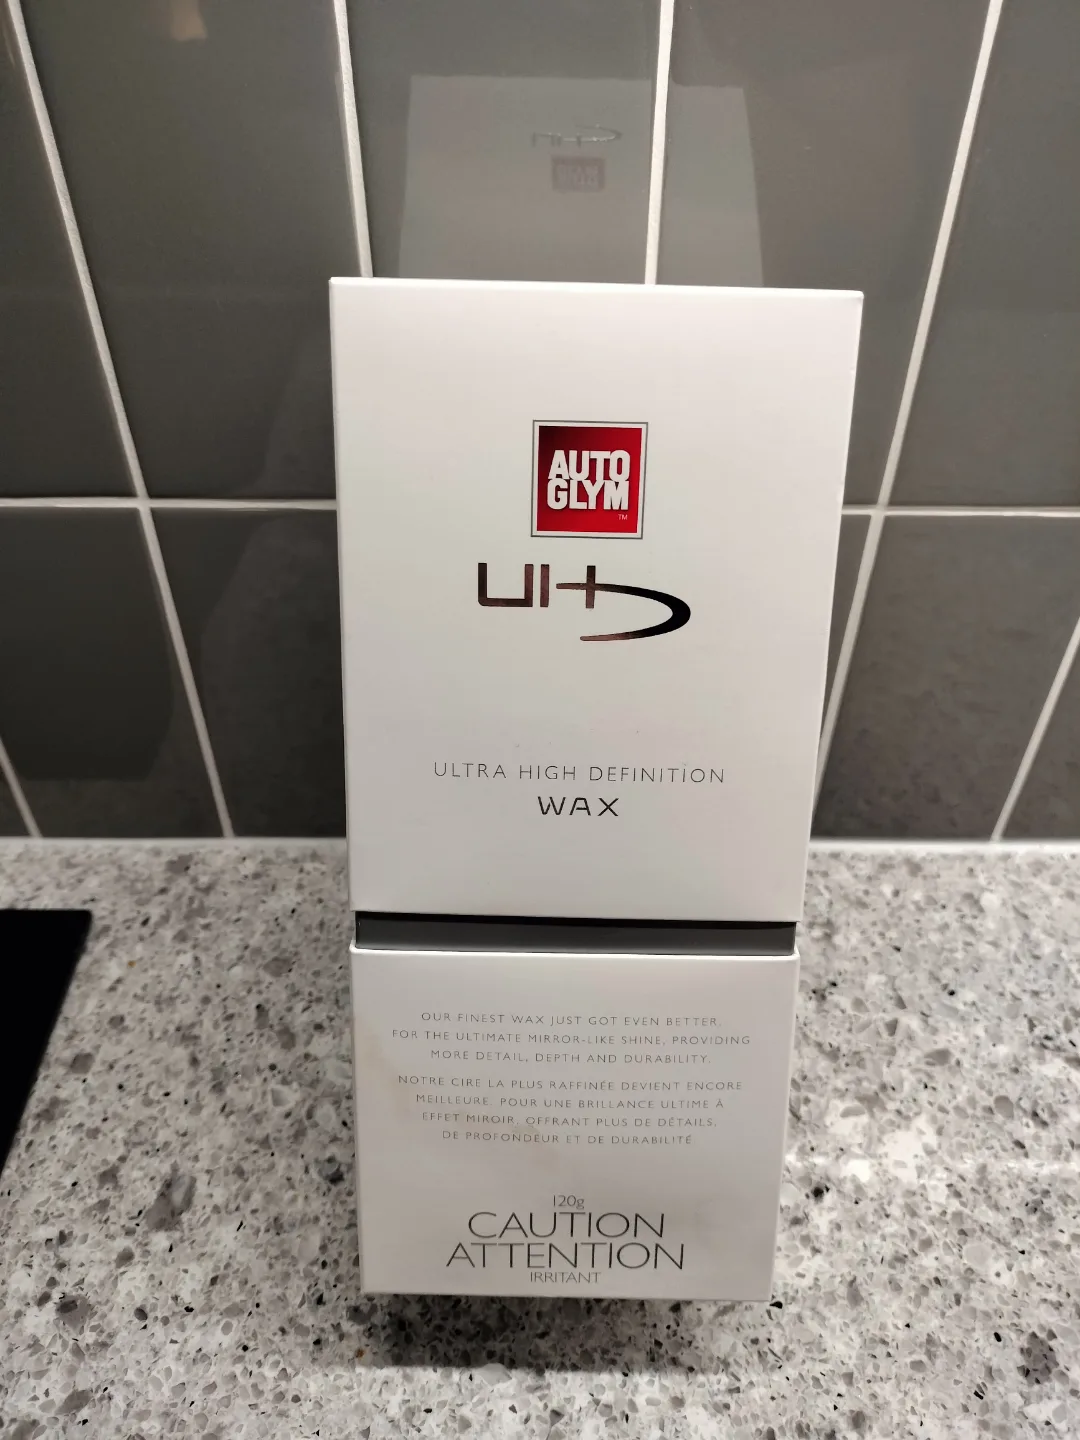 AUTO
GLYM
TM
UHD
ULTRA HIGH DEFINITION
WAX
OUR FINEST WAX JUST GOT EVEN BETTER.
FOR THE ULTIMATE MIRROR-LIKE SHINE, PROVIDING
MORE DETAIL, DEPTH AND DURABILITY.
NOTRE CIRE LA PLUS RAFFINÉE DEVIENT ENCORE
MEILLEURE. POUR UNE BRILLANCE ULTIME À
EFFET MIROIR, OFFRANT PLUS DE DÉTAILS,
DE PROFONDEUR ET DE DURABILITÉ
120g
CAUTION
ATTENTION
IRRITANT